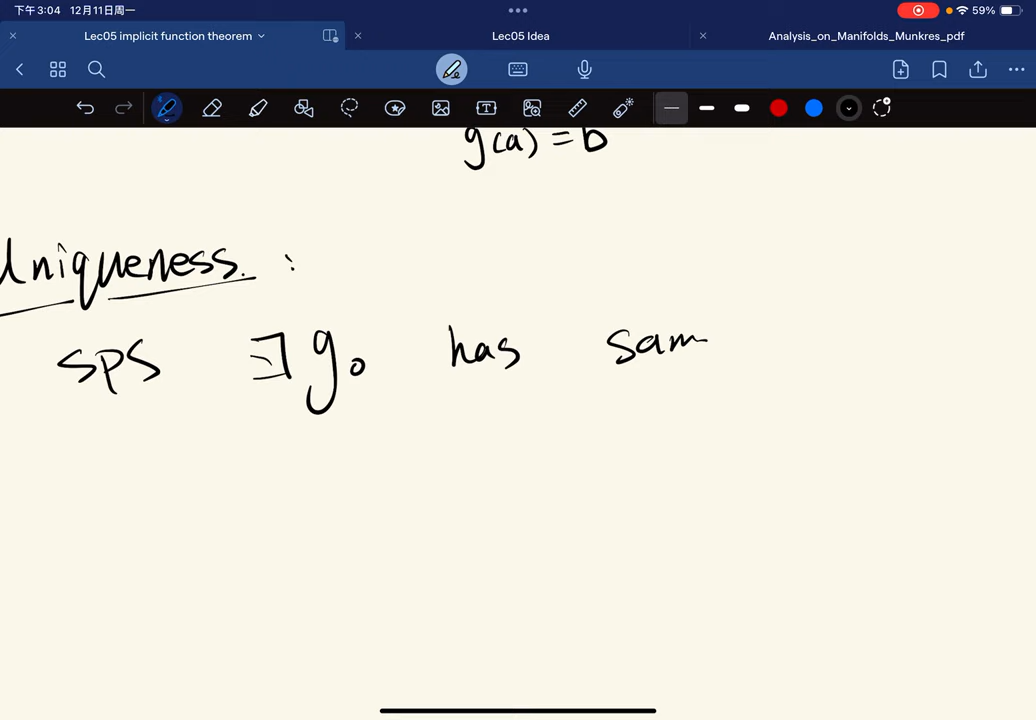 下午3:04 12月11日周一
59%
Lec05 implicit function theorem
Lec05 Idea
Analysis_on_Manifolds_Munkres_pdf
g(a) = b
Uniqueness. :
sps ∃ g₀ has sam